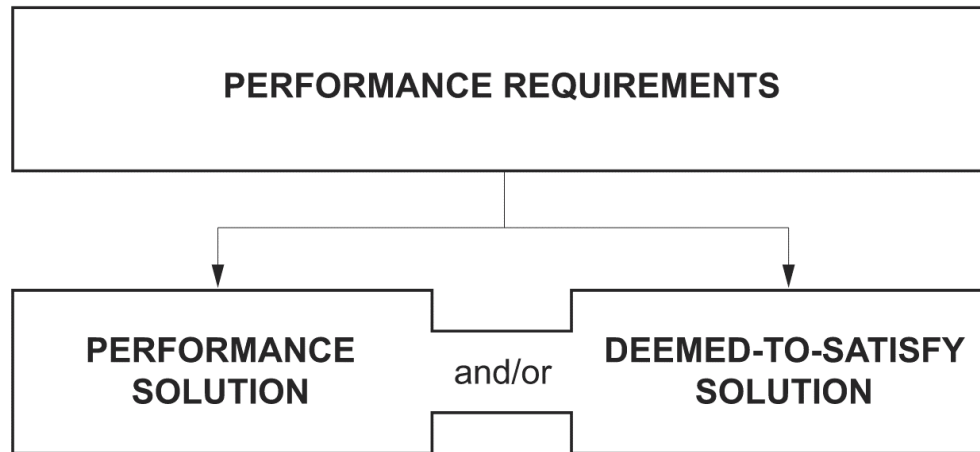 PERFORMANCE REQUIREMENTS
PERFORMANCE
SOLUTION
and/or
DEEMED-TO-SATISFY
SOLUTION